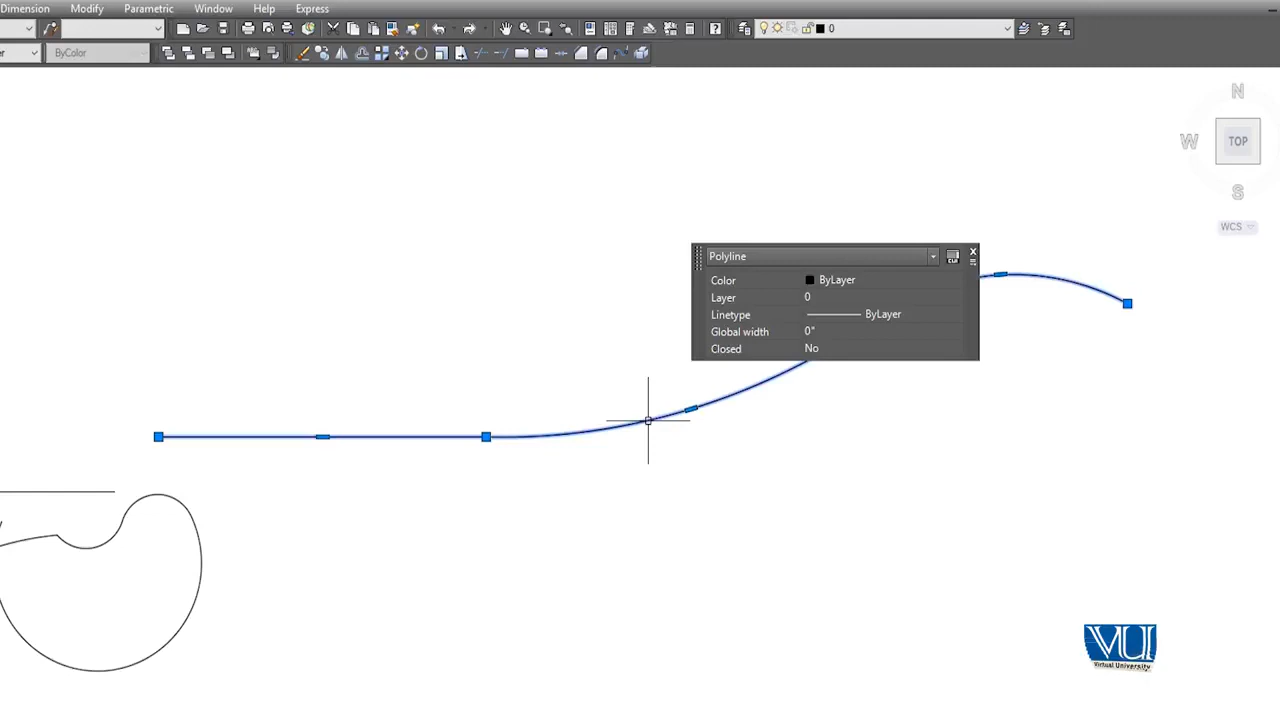 Dimension Modify Parametric Window Help Express
0
ByColor
N
W TOP
S
WCS
Polyline
Color ByLayer
Layer 0
Linetype ByLayer
Global width 0"
Closed No
VU
Virtual University